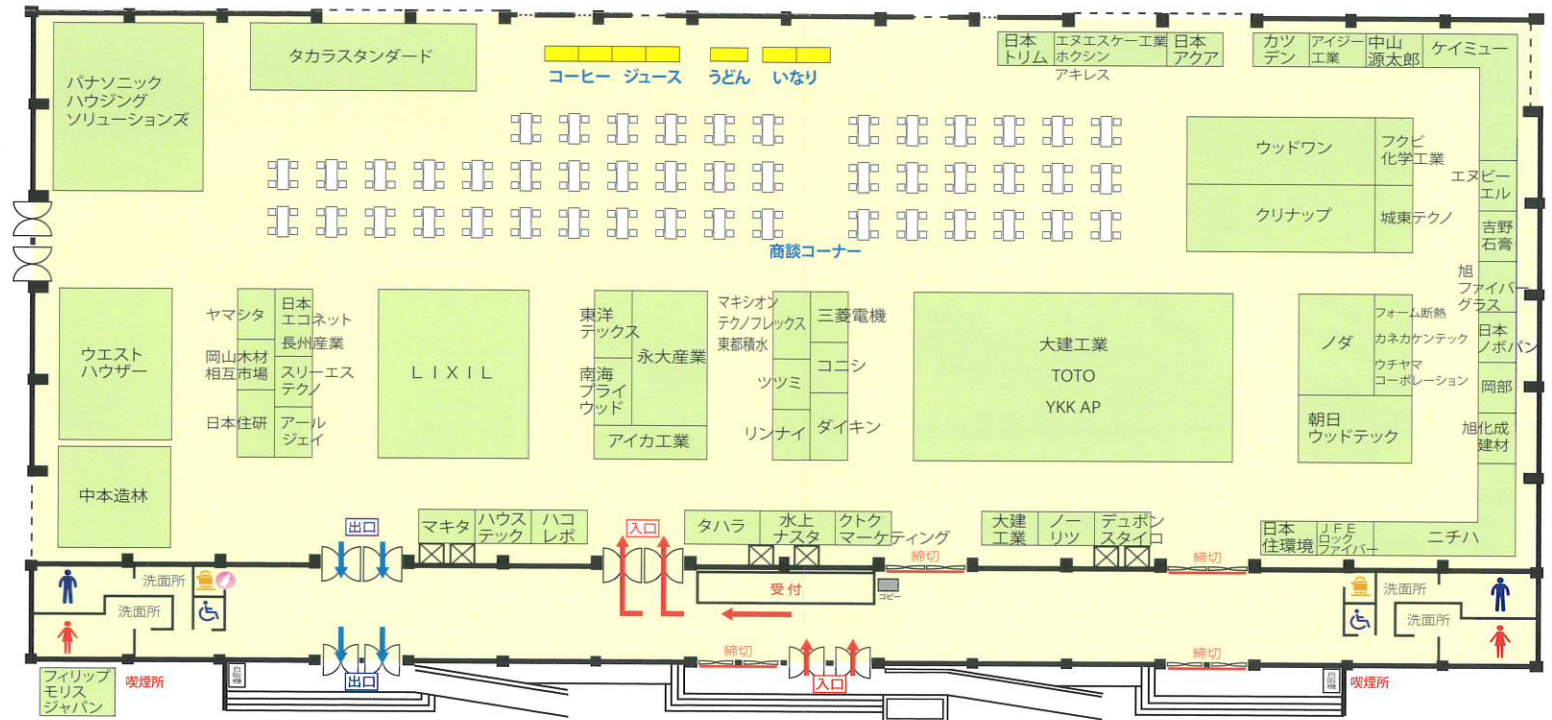 パナソニック
ハウジング
ソリューションズ
タカラスタンダード
コーヒー ジュース うどん いなり
日本
トリム
エヌエスケー工業
ホクシン
アキレス
日本
アクア
カツ
デン
アイジー
工業
中山
源太郎
ケイミュー
ウッドワン
フクビ
化学工業
クリナップ
城東テクノ
エヌビー
エル
吉野
石膏
旭
ファイバー
グラス
日本
ノボパン
岡部
旭化成
建材
商談コーナー
ウエスト
ハウザー
中本造林
ヤマシタ
岡山木材
相互市場
日本住研
日本
エコネット
長州産業
スリーエス
テクノ
アール
ジェイ
LIXIL
東洋
テックス
南海
プライ
ウッド
永大産業
アイカ工業
マキシオン
テクノフレックス
東都積水
ツツミ
リンナイ
三菱電機
コニシ
ダイキン
大建工業
TOTO
YKK AP
ノダ
フォーム断熱
カネカケンテック
ウチヤマ
コーポレーション
朝日
ウッドテック
出口
マキタ
ハウス
テック
ハコ
レポ
入口
タハラ
水上
ナスタ
クトク
マーケティング
締切
大建
工業
ノー
リツ
デュポン
スタイロ
締切
日本
住環境
JFE
ロック
ファイバー
ニチハ
洗面所
洗面所
受付
コピー
洗面所
洗面所
締切
締切
フィリップ
モリス
ジャパン
喫煙所
自販機
出口
入口
自販機
喫煙所